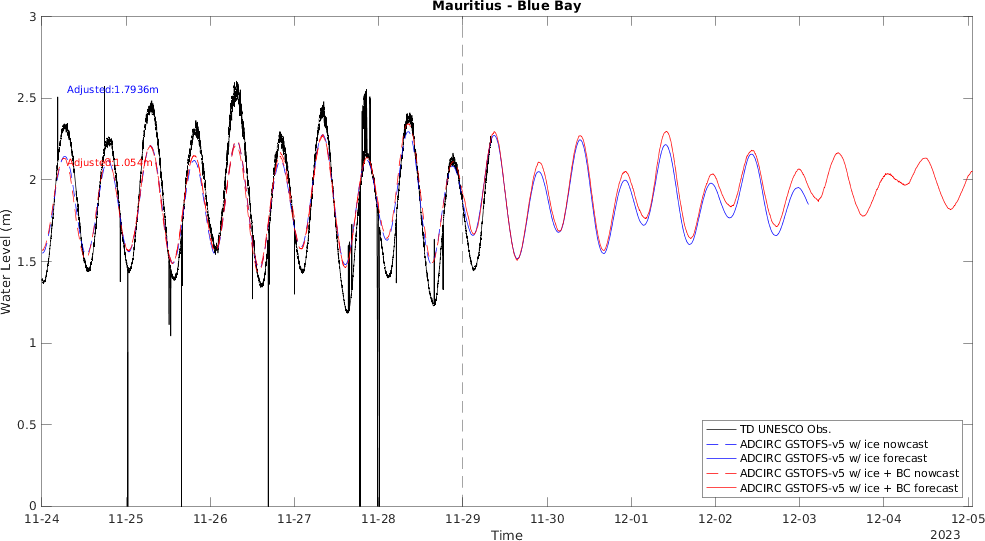 Mauritius - Blue Bay
3
2.5
2
1.5
1
0.5
0
Water Level (m)
Adjusted:1.7936m
Adjusted:1.054m
TD UNESCO Obs.
ADCIRC GSTOFS-v5 w/ ice nowcast
ADCIRC GSTOFS-v5 w/ ice forecast
ADCIRC GSTOFS-v5 w/ ice + BC nowcast
ADCIRC GSTOFS-v5 w/ ice + BC forecast
11-24 11-25 11-26 11-27 11-28 11-29 11-30 12-01 12-02 12-03 12-04 12-05
Time
2023